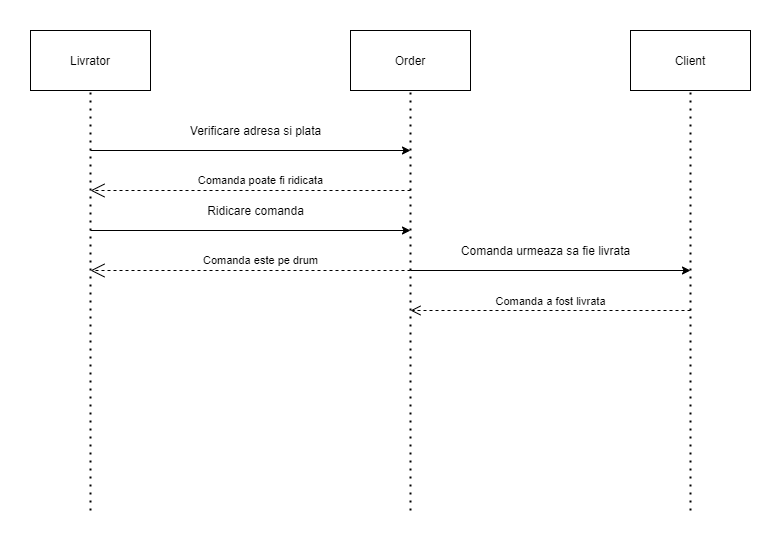 Livrator
Order
Client
Verificare adresa si plata
Comanda poate fi ridicata
Ridicare comanda
Comanda urmeaza sa fie livrata
Comanda este pe drum
Comanda a fost livrata